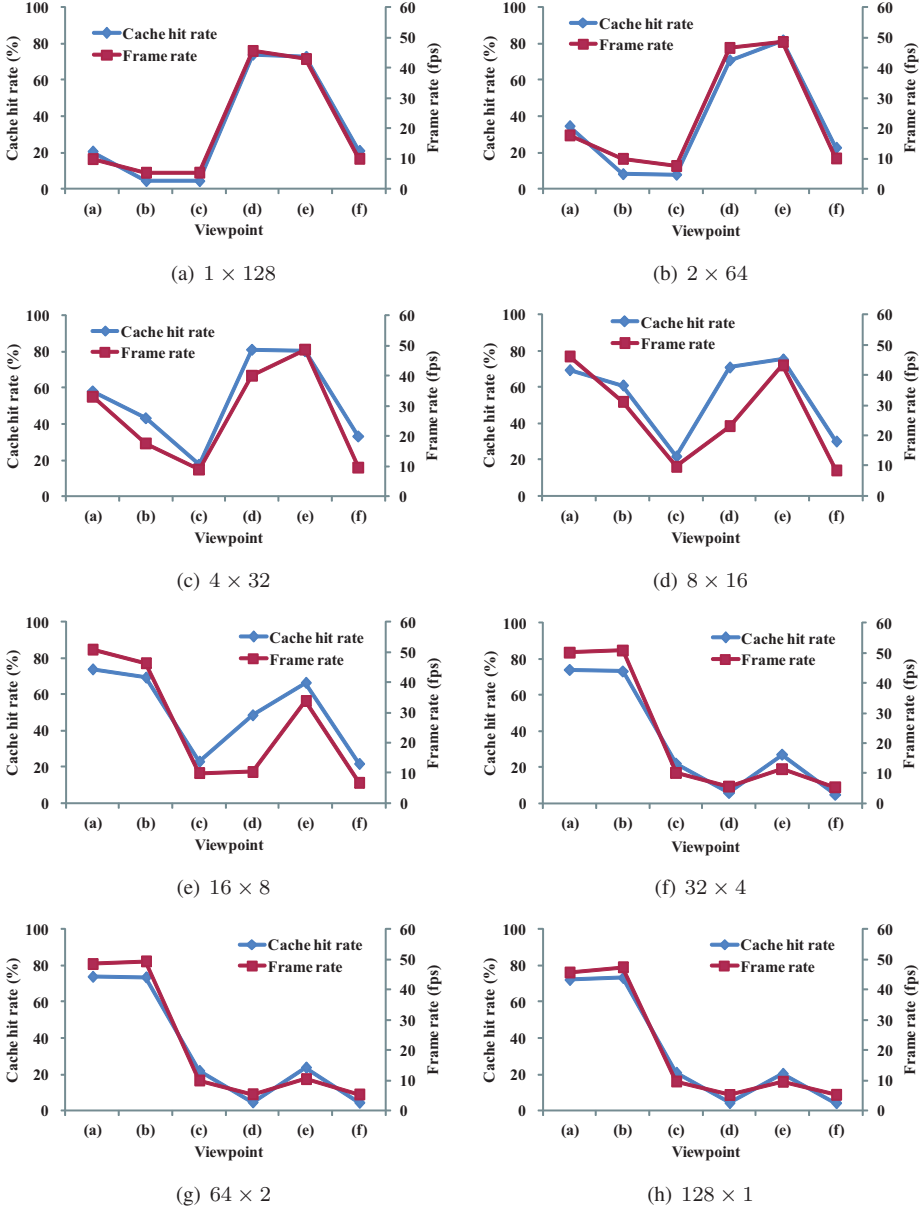 Cache hit rate (%)
100
80
60
40
20
0
Cache hit rate
Frame rate
60
50
40
30
20
10
0
Frame rate (fps)
(a) (b) (c) (d) (e) (f)
Viewpoint
(a) 1 × 128
Cache hit rate (%)
100
80
60
40
20
0
Cache hit rate
Frame rate
60
50
40
30
20
10
0
Frame rate (fps)
(a) (b) (c) (d) (e) (f)
Viewpoint
(b) 2 × 64
Cache hit rate (%)
100
80
60
40
20
0
Cache hit rate
Frame rate
60
50
40
30
20
10
0
Frame rate (fps)
(a) (b) (c) (d) (e) (f)
Viewpoint
(c) 4 × 32
Cache hit rate (%)
100
80
60
40
20
0
Cache hit rate
Frame rate
60
50
40
30
20
10
0
Frame rate (fps)
(a) (b) (c) (d) (e) (f)
Viewpoint
(d) 8 × 16
Cache hit rate (%)
100
80
60
40
20
0
Cache hit rate
Frame rate
60
50
40
30
20
10
0
Frame rate (fps)
(a) (b) (c) (d) (e) (f)
Viewpoint
(e) 16 × 8
Cache hit rate (%)
100
80
60
40
20
0
Cache hit rate
Frame rate
60
50
40
30
20
10
0
Frame rate (fps)
(a) (b) (c) (d) (e) (f)
Viewpoint
(f) 32 × 4
Cache hit rate (%)
100
80
60
40
20
0
Cache hit rate
Frame rate
60
50
40
30
20
10
0
Frame rate (fps)
(a) (b) (c) (d) (e) (f)
Viewpoint
(g) 64 × 2
Cache hit rate (%)
100
80
60
40
20
0
Cache hit rate
Frame rate
60
50
40
30
20
10
0
Frame rate (fps)
(a) (b) (c) (d) (e) (f)
Viewpoint
(h) 128 × 1